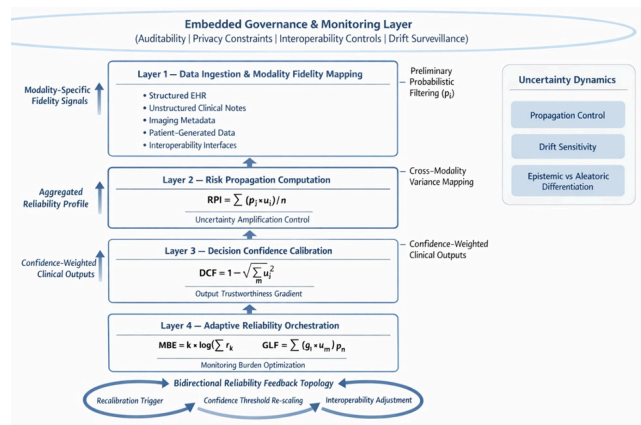 Embedded Governance & Monitoring Layer
(Auditability | Privacy Constraints | Interoperability Controls | Drift Survevillance)
Modality-Specific
Fidelity Signals
Layer 1 — Data Ingestion & Modality Fidelity Mapping
• Structured EHR
• Unstructured Clinical Notes
• Imaging Metadata
• Patient-Generated Data
• Interoperability Interfaces
Preliminary
Probabilistic
Filtering (pᵢ)
Uncertainty Dynamics
Propagation Control
Drift Sensitivity
Epistemic vs Aleatoric
Differentiation
Aggregated
Reliability Profile
Layer 2 — Risk Propagation Computation
RPI = ∑ (pⱼ × uᵢ)/n
Uncertainty Amplification Control
Cross-Modality
Variance Mapping
Confidence-Weighted
Clinical Outputs
Layer 3 — Decision Confidence Calibration
DCF = 1 − √∑ uᵢ²
m
Output Trustworthiness Gradient
Confidence-Weighted
Clinical Outputs
Layer 4 — Adaptive Reliability Orchestration
MBE = k × log(∑ rₖ GLF = ∑ (gᵢ × uₘ) pₙ
Monitoring Burden Optimization
Bidirectional Reliability Feedback Topology
Recalibration Trigger
Confidence Threshold Re-scaling
Interoperability Adjustment